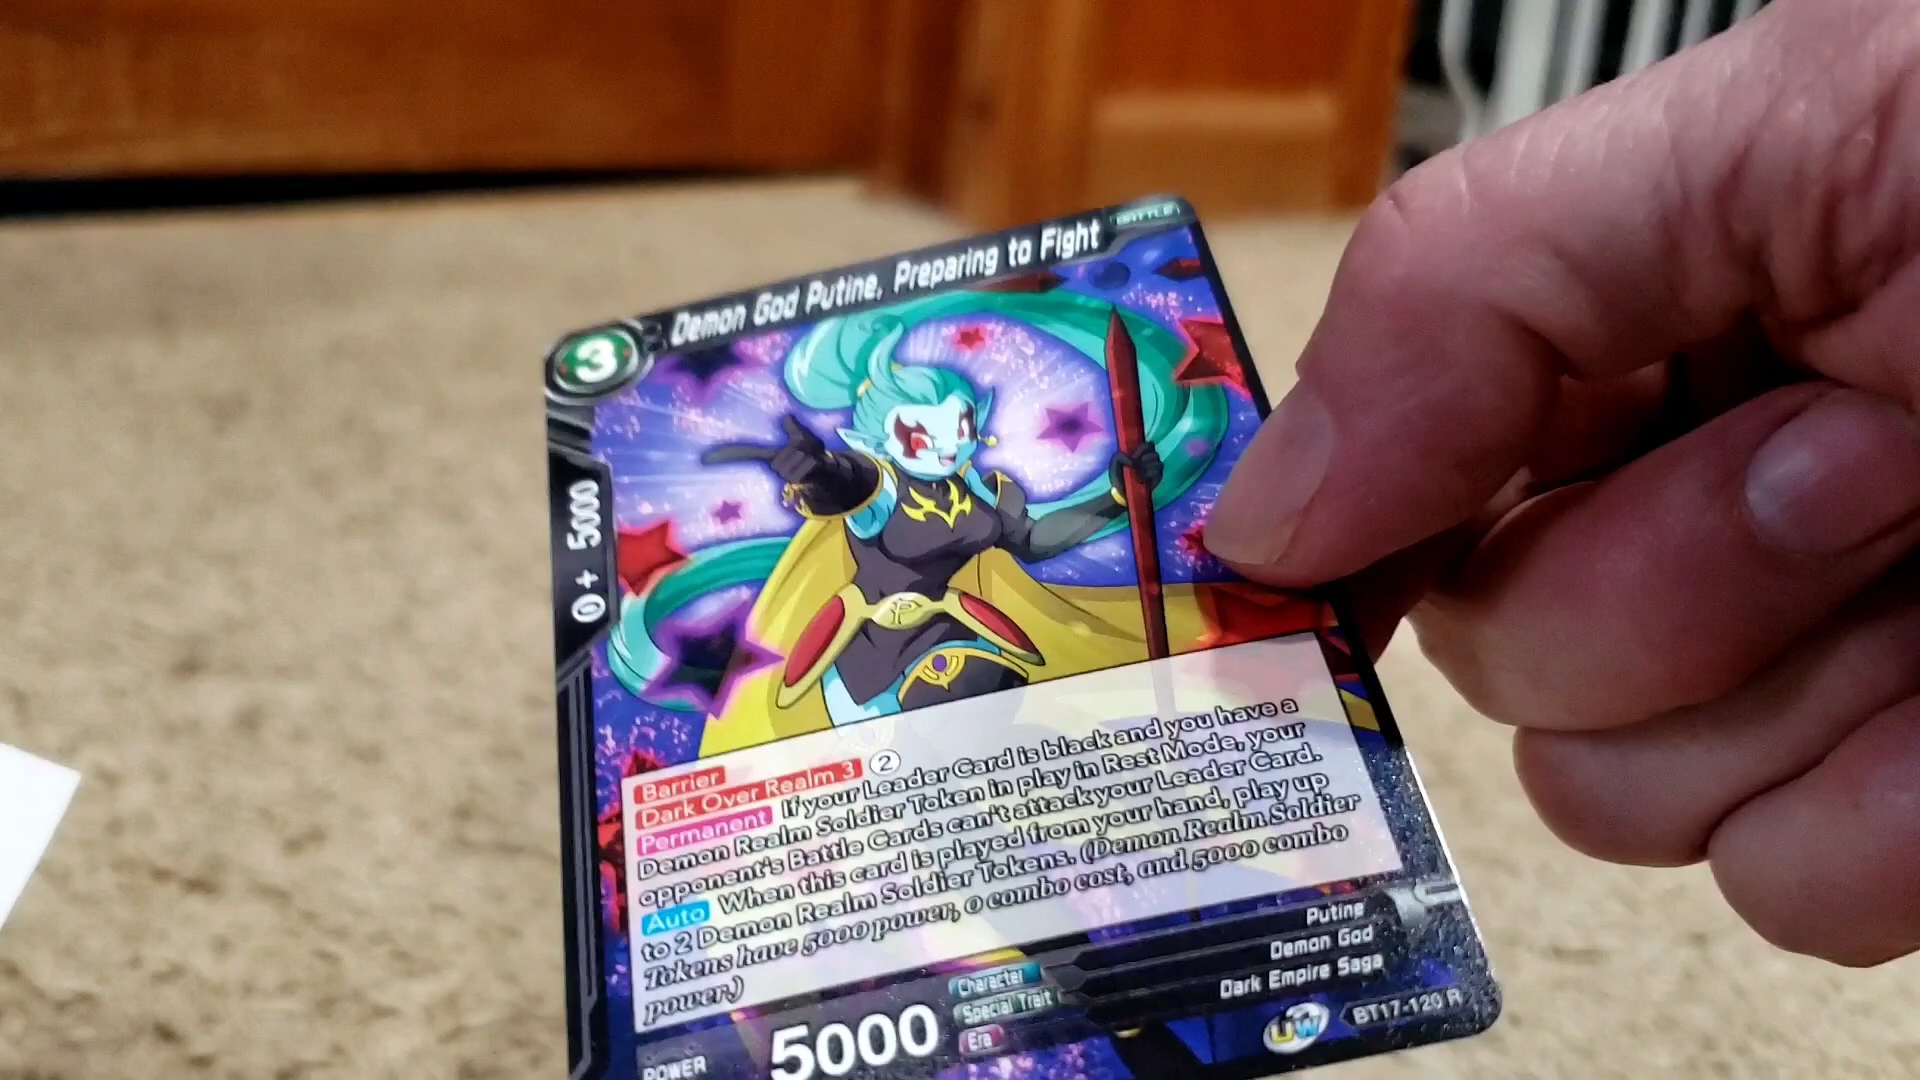 BATTLE
Demon God Putine, Preparing to Fight
3
0 + 5000
Barrier
Dark Over Realm 3 2
Permanent If your Leader Card is black and you have a
Demon Realm Soldier Token in play in Rest Mode, your
opponent's Battle Cards can't attack your Leader Card.
Auto When this card is played from your hand, play up
to 2 Demon Realm Soldier Tokens. (Demon Realm Soldier
Tokens have 5000 power, 0 combo cost, and 5000 combo
power.)
POWER 5000
Character Putine
Special Trait Demon God
Era Dark Empire Saga
UW BT17-120 R